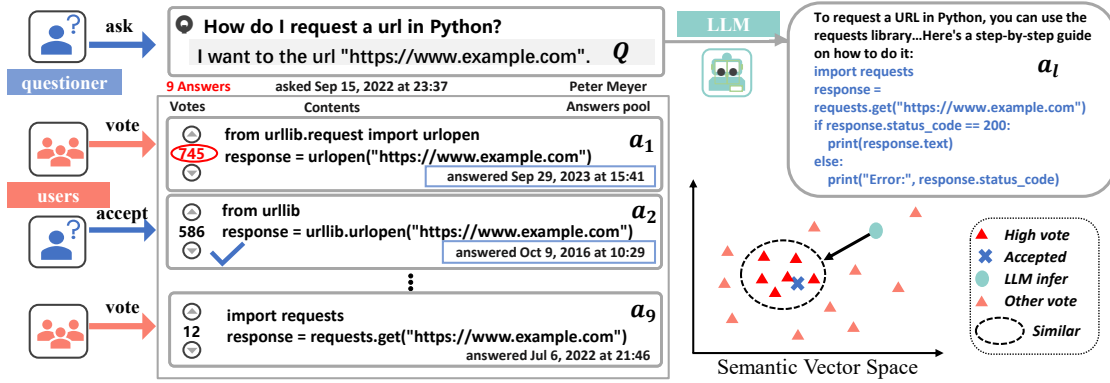 ask
questioner
How do I request a url in Python?
I want to the url "https://www.example.com". Q
9 Answers asked Sep 15, 2022 at 23:37 Peter Meyer
Votes Contents Answers pool
vote
users
745
from urllib.request import urlopen
response = urlopen("https://www.example.com")
a1
answered Sep 29, 2023 at 15:41
accept
586
from urllib
response = urllib.urlopen("https://www.example.com")
a2
answered Oct 9, 2016 at 10:29
vote
12
import requests
response = requests.get("https://www.example.com")
a9
answered Jul 6, 2022 at 21:46
LLM
To request a URL in Python, you can use the
requests library...Here's a step-by-step guide
on how to do it:
al
import requests
response =
requests.get("https://www.example.com")
if response.status_code == 200:
print(response.text)
else:
print("Error:", response.status_code)
High vote
Accepted
LLM infer
Other vote
Similar
Semantic Vector Space